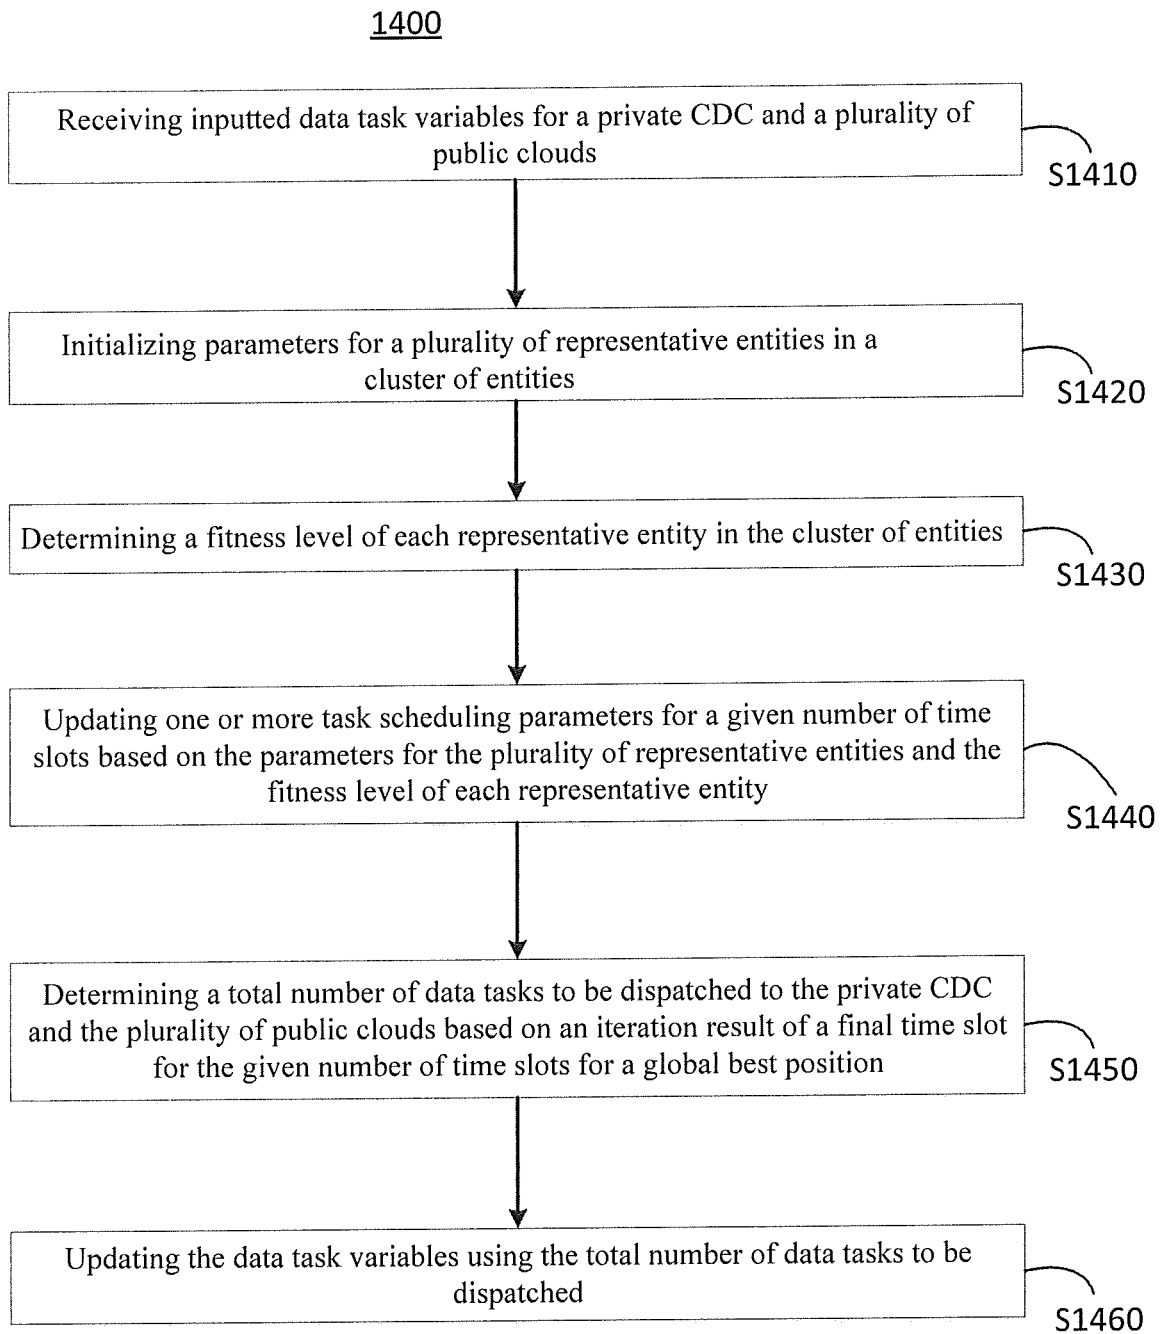 1400
Receiving inputted data task variables for a private CDC and a plurality of
public clouds
S1410
Initializing parameters for a plurality of representative entities in a
cluster of entities
S1420
Determining a fitness level of each representative entity in the cluster of entities
S1430
Updating one or more task scheduling parameters for a given number of time
slots based on the parameters for the plurality of representative entities and the
fitness level of each representative entity
S1440
Determining a total number of data tasks to be dispatched to the private CDC
and the plurality of public clouds based on an iteration result of a final time slot
for the given number of time slots for a global best position
S1450
Updating the data task variables using the total number of data tasks to be
dispatched
S1460